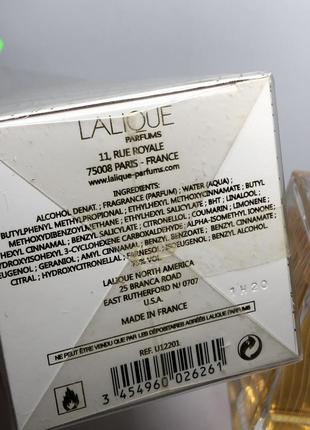 LALIQUE
PARFUMS
11, RUE ROYALE
75008 PARIS - FRANCE
www.lalique-parfums.com
INGREDIENTS:
ALCOHOL DENAT. ; FRAGRANCE (PARFUM) ; WATER (AQUA) ;
BUTYLPHENYL METHYLPROPIONAL ; ETHYLHEXYL METHOXYCINNAMATE ; BUTYL
METHOXYDIBENZOYLMETHANE ; ETHYLHEXYL SALICYLATE ; BHT ; LINALOOL ;
HEXYL CINNAMAL ; BENZYL SALICYLATE ; CITRONELLOL ; COUMARIN ; LIMONENE ;
HYDROXYISOHEXYL 3-CYCLOHEXENE CARBOXALDEHYDE ; ALPHA-ISOMETHYL IONONE ;
EUGENOL ; GERANIOL ; AMYL CINNAMAL ; BENZYL BENZOATE ; BENZYL
CITRAL ; HYDROXYCITRONELLAL ; FARNESOL ; ISOEUGENOL ; BENZYL ALCOHOL
% VOL
LALIQUE NORTH AMERICA
25 BRANCA ROAD
EAST RUTHERFORD NJ 0707
U.S.A.
MADE IN FRANCE
1H20
NE PEUT ÊTRE VENDU PAR LES DÉPOSITAIRES AGRÉÉS LALIQUE PARFUMS
REF. U12201
3 454960 026261